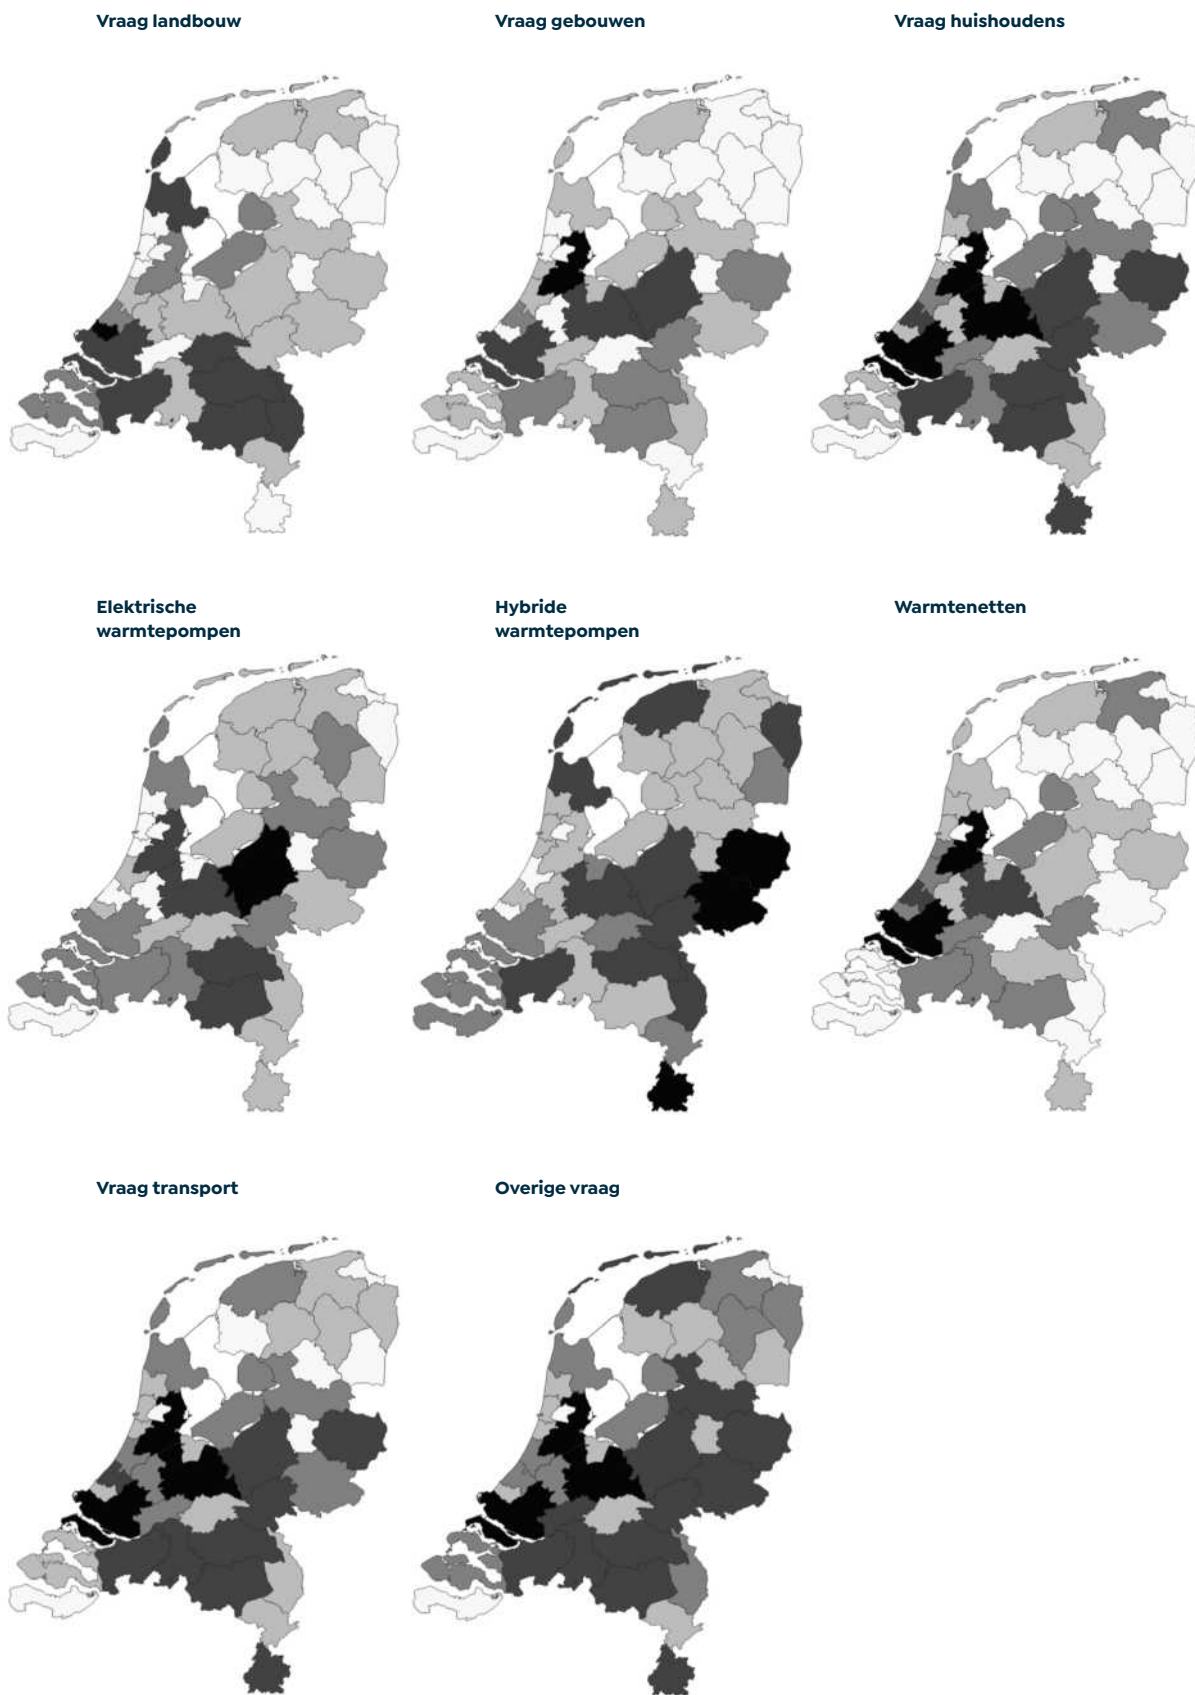 Vraag landbouw
Vraag gebouwen
Vraag huishoudens
Elektrische
warmtepompen
Hybride
warmtepompen
Warmtenetten
Vraag transport
Overige vraag